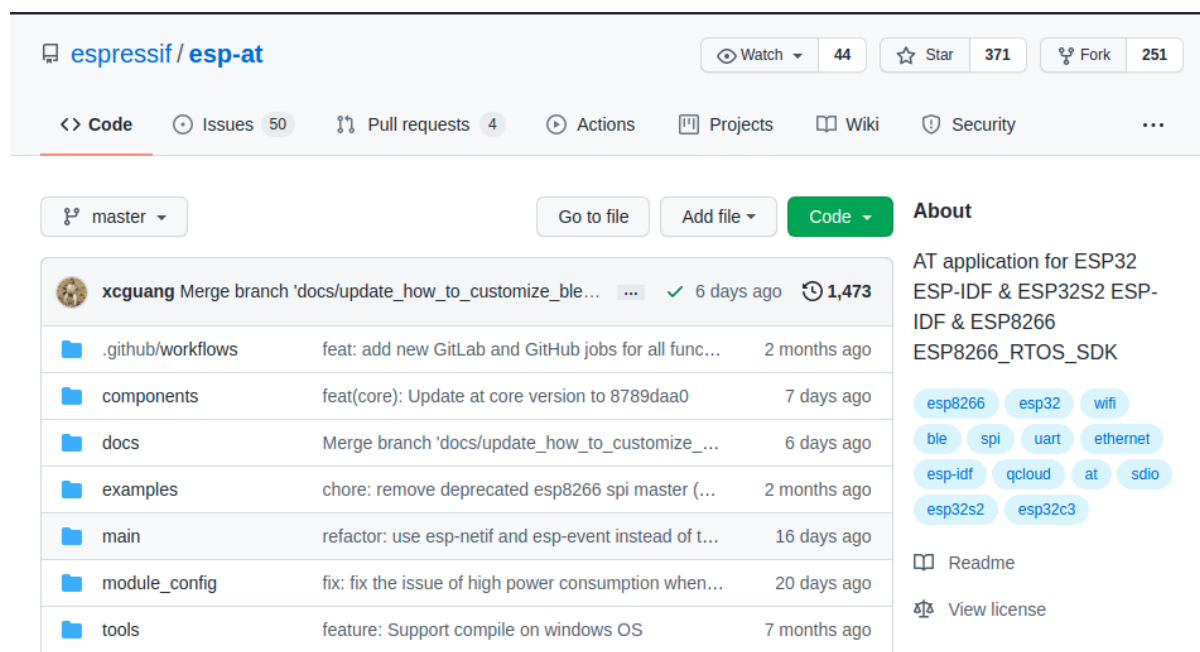 espressif / esp-at
Watch 44 Star 371 Fork 251
Code Issues 50 Pull requests 4 Actions Projects Wiki Security ...
master Go to file Add file Code
xcguang Merge branch 'docs/update_how_to_customize_ble… ... 6 days ago 1,473
.github/workflows feat: add new GitLab and GitHub jobs for all func… 2 months ago
components feat(core): Update at core version to 8789daa0 7 days ago
docs Merge branch 'docs/update_how_to_customize_… 6 days ago
examples chore: remove deprecated esp8266 spi master (… 2 months ago
main refactor: use esp-netif and esp-event instead of t… 16 days ago
module_config fix: fix the issue of high power consumption when… 20 days ago
tools feature: Support compile on windows OS 7 months ago
About
AT application for ESP32
ESP-IDF & ESP32S2 ESP-
IDF & ESP8266
ESP8266_RTOS_SDK
esp8266 esp32 wifi
ble spi uart ethernet
esp-idf qcloud at sdio
esp32s2 esp32c3
Readme
View license